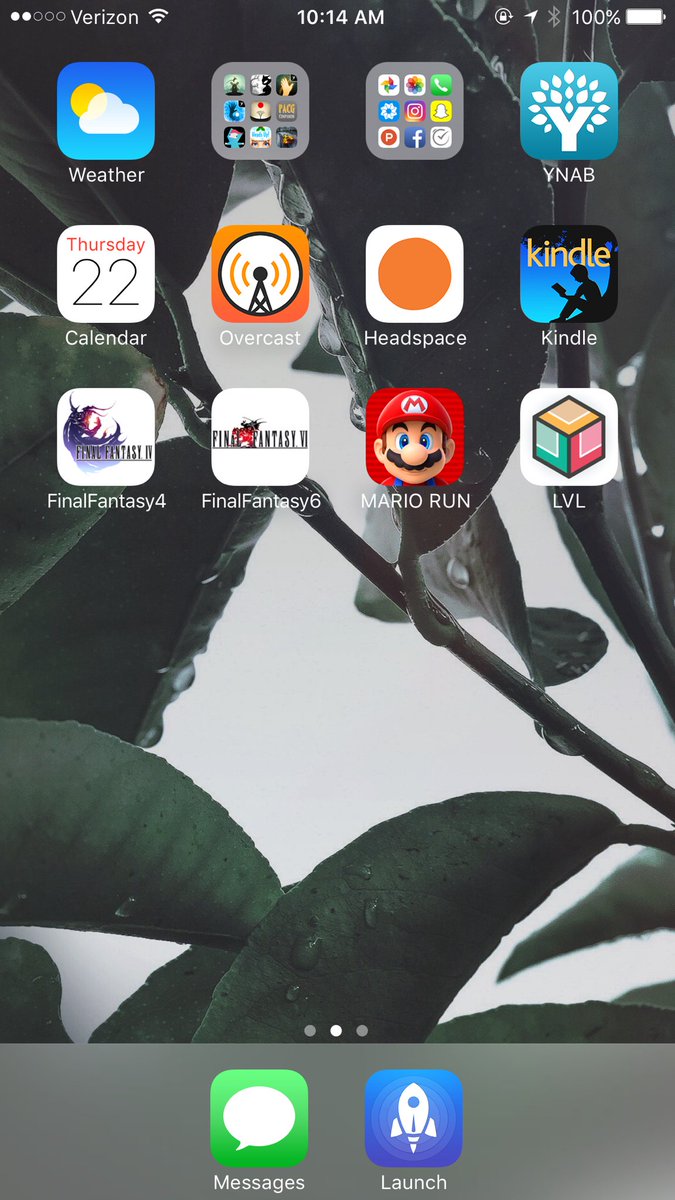 Verizon 10:14 AM 100%
Weather YNAB
Thursday
22
kindle
Calendar Overcast Headspace Kindle
FINAL FANTASY IV FINAL FANTASY VI M
FinalFantasy4 FinalFantasy6 MARIO RUN LVL
Messages Launch